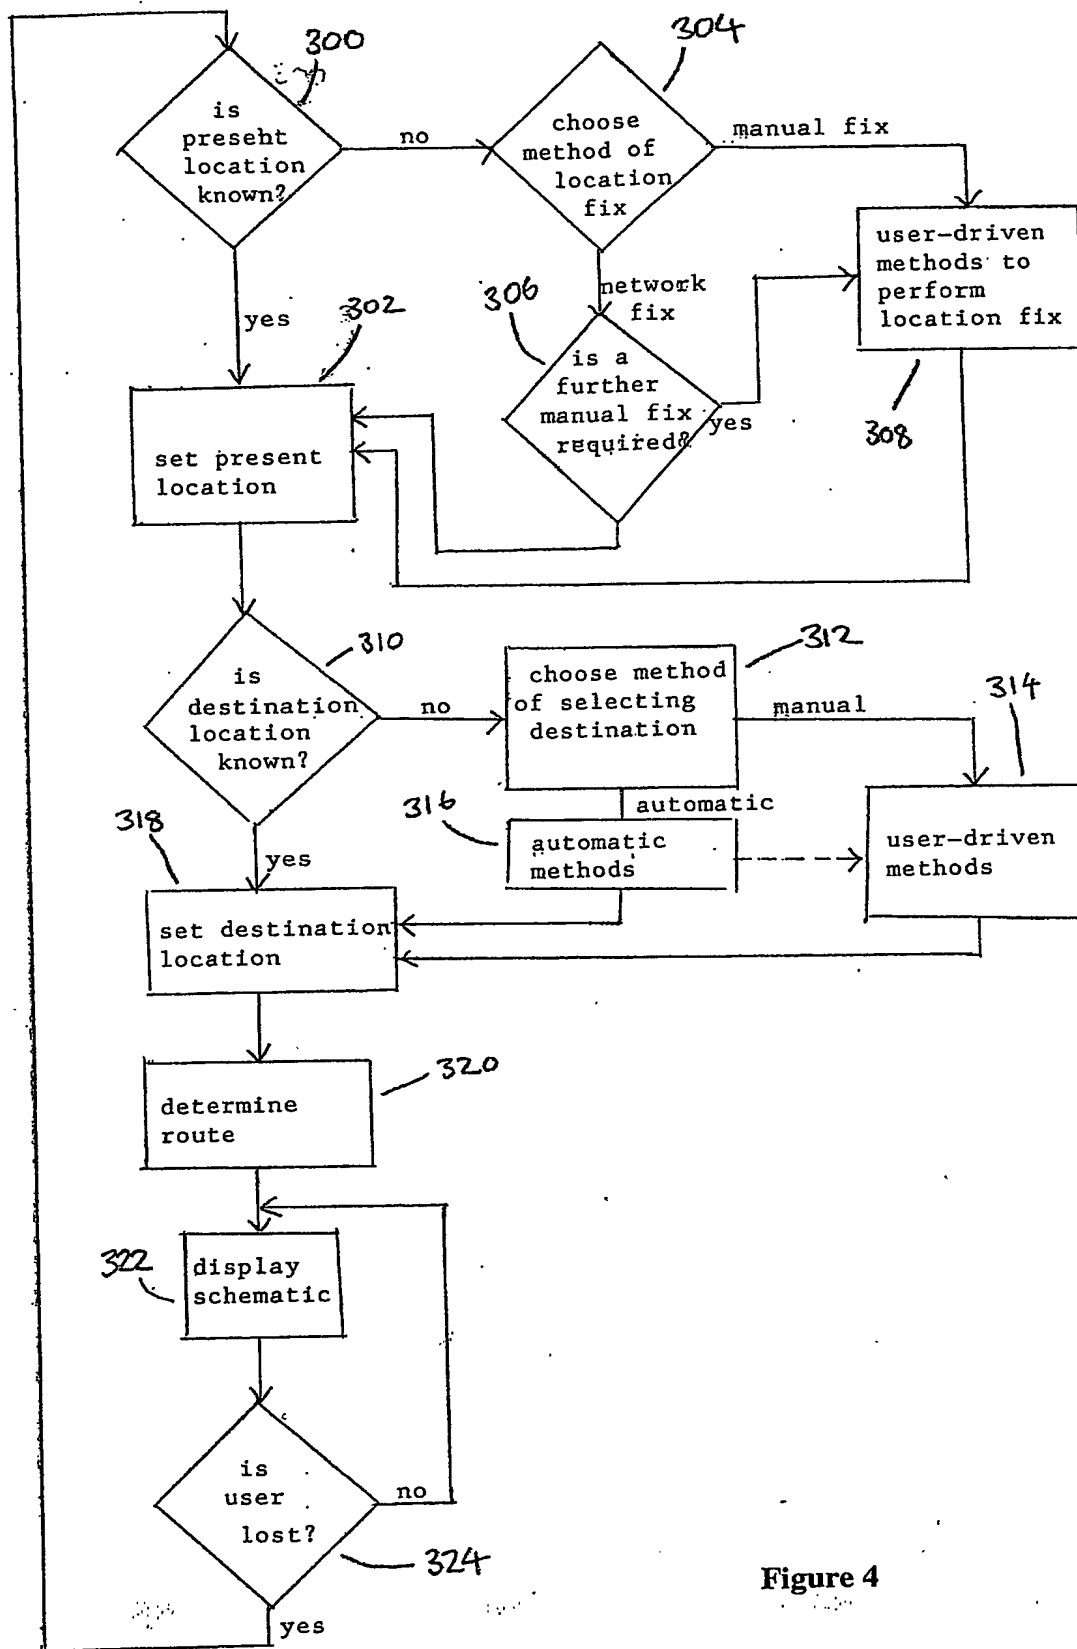 300
is
present
location
known?
no
304
choose
method of
location
fix
manual fix
user-driven
methods to
perform
location fix
308
yes
302
network
fix
306
is a
further
manual fix
required&
yes
set present
location
310
is
destination
location
known?
no
312
choose method
of selecting
destination
manual
314
user-driven
methods
automatic
316
automatic
methods
318
yes
set destination
location
320
determine
route
322
display
schematic
is
user
lost?
no
324
yes
Figure 4